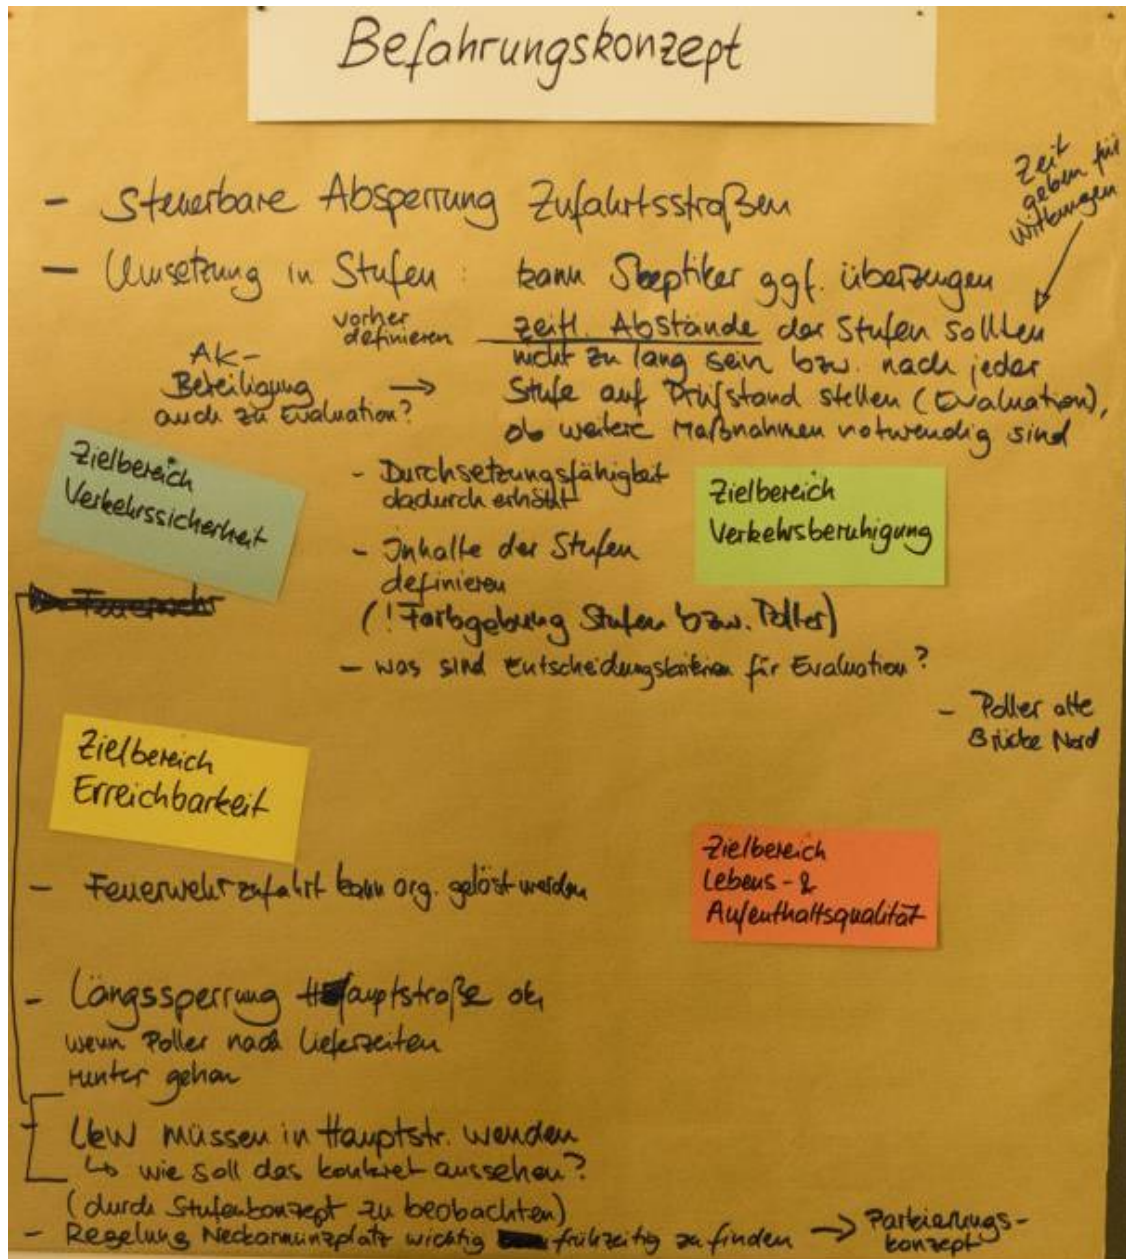 Befahrungskonzept
Zeit
geben für
Wirkungen
- Steuerbare Absperrung Zufahrtsstraßen
- Umsetzung in Stufen : kann Skeptiker ggf. überzeugen
vorher
definieren
zeitl. Abstände der Stufen sollten
nicht zu lang sein bzw. nach jeder
Stufe auf Prüfstand stellen (Evaluation),
ob weitere Maßnahmen notwendig sind
AK-
Beteiligung →
auch zu Evaluation?
Zielbereich
Verkehrssicherheit
- Durchsetzungsfähigkeit
dadurch erhöht
- Inhalte der Stufen
definieren
(! Farbgebung Stufen bzw. Poller)
- was sind Entscheidungskriterien für Evaluation?
Zielbereich
Verkehrsberuhigung
Feuerwehr
- Poller alte
Brücke Nord
Zielbereich
Erreichbarkeit
Zielbereich
Lebens- &
Aufenthaltsqualität
- Feuerwehrzufahrt kann org. gelöst werden
- Längssperrung Hauptstraße ok,
wenn Poller nach Lieferzeiten
runter gehen
- LKW müssen in Hauptstr. wenden
↳ wie soll das konkret aussehen?
(durch Stufenkonzept zu beobachten)
- Regelung Neckarmünzplatz wichtig frühzeitig zu finden → Parkierungs-
konzept